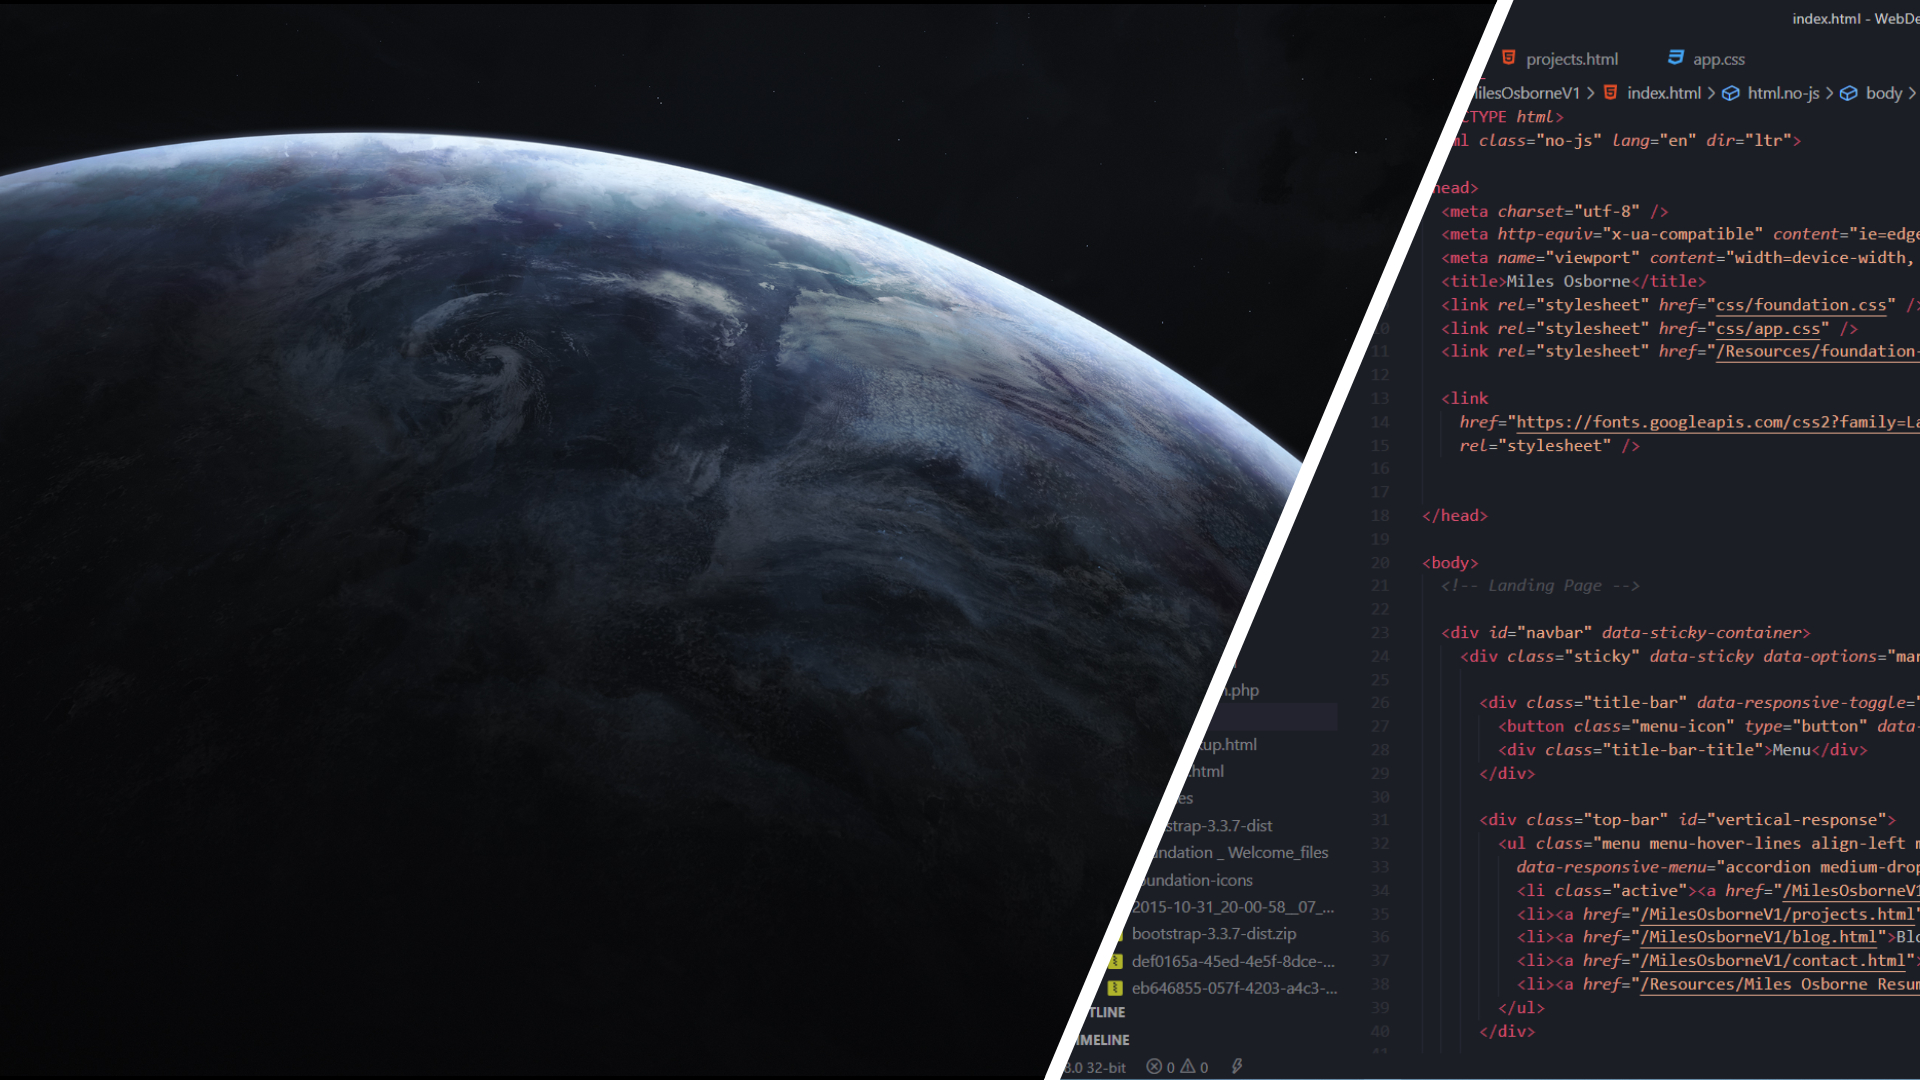 index.html - WebDe
projects.html
app.css
ilesOsborneV1 > index.html > html.no-js > body >
CTYPE html>
ml class="no-js" lang="en" dir="ltr">
head>
<meta charset="utf-8" />
<meta http-equiv="x-ua-compatible" content="ie=edge
<meta name="viewport" content="width=device-width,
<title>Miles Osborne</title>
<link rel="stylesheet" href="css/foundation.css" />
10 <link rel="stylesheet" href="css/app.css" />
11 <link rel="stylesheet" href="/Resources/foundation-
12
13 <link
14 href="https://fonts.googleapis.com/css2?family=La
15 rel="stylesheet" />
16
17
18 </head>
19
20 <body>
21 <!-- Landing Page -->
22
23 <div id="navbar" data-sticky-container>
24 <div class="sticky" data-sticky data-options="mar
25
26 <div class="title-bar" data-responsive-toggle="
27 <button class="menu-icon" type="button" data-
28 <div class="title-bar-title">Menu</div>
29 </div>
30
31 <div class="top-bar" id="vertical-response">
32 <ul class="menu menu-hover-lines align-left m
33 data-responsive-menu="accordion medium-drop
34 <li class="active"><a href="/MilesOsborneV1
35 <li><a href="/MilesOsborneV1/projects.html"
36 <li><a href="/MilesOsborneV1/blog.html">Blo
37 <li><a href="/MilesOsborneV1/contact.html">
38 <li><a href="/Resources/Miles Osborne Resum
39 </ul>
40 </div>
41
n.php
kup.html
.html
es
strap-3.3.7-dist
undation _ Welcome_files
oundation-icons
2015-10-31_20-00-58__07_...
bootstrap-3.3.7-dist.zip
def0165a-45ed-4e5f-8dce-...
eb646855-057f-4203-a4c3-...
TLINE
IMELINE
8.0 32-bit 0 0